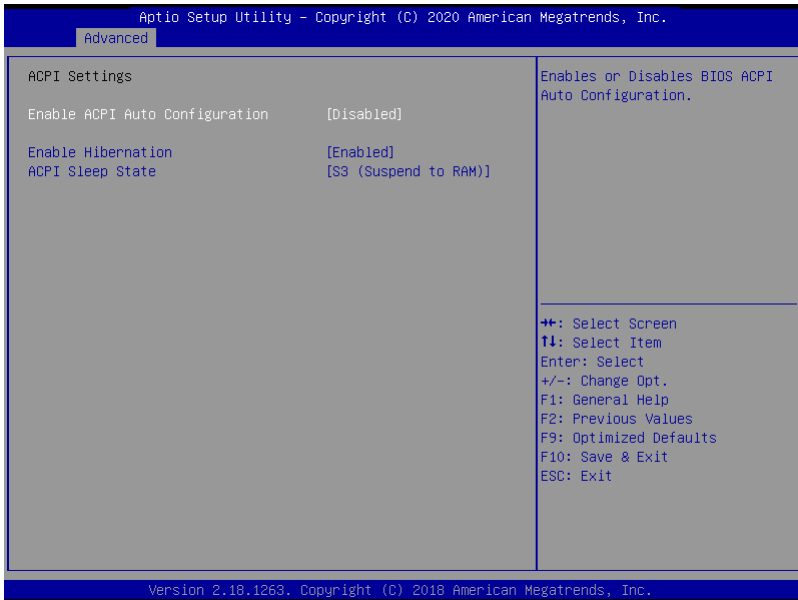 Aptio Setup Utility – Copyright (C) 2020 American Megatrends, Inc.
Advanced
ACPI Settings
Enable ACPI Auto Configuration [Disabled]
Enable Hibernation [Enabled]
ACPI Sleep State [S3 (Suspend to RAM)]
Enables or Disables BIOS ACPI
Auto Configuration.
→←: Select Screen
↑↓: Select Item
Enter: Select
+/-: Change Opt.
F1: General Help
F2: Previous Values
F9: Optimized Defaults
F10: Save & Exit
ESC: Exit
Version 2.18.1263. Copyright (C) 2018 American Megatrends, Inc.